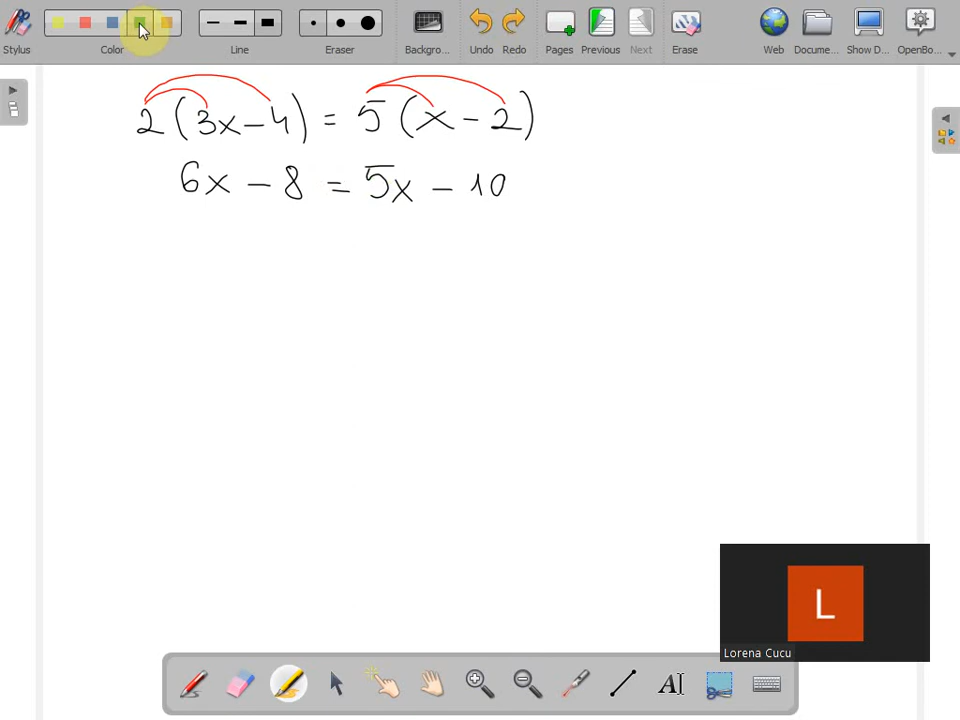 Stylus Color Line Eraser Backgro... Undo Redo Pages Previous Next Erase Web Docume... Show D... OpenBo...
2(3x-4) = 5(x-2)
6x-8 = 5x-10
L
Lorena Cucu
A